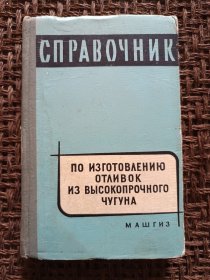 СПРАВОЧНИК
ПО ИЗГОТОВЛЕНИЮ
ОТЛИВОК
ИЗ ВЫСОКОПРОЧНОГО
ЧУГУНА
МАШГИЗ